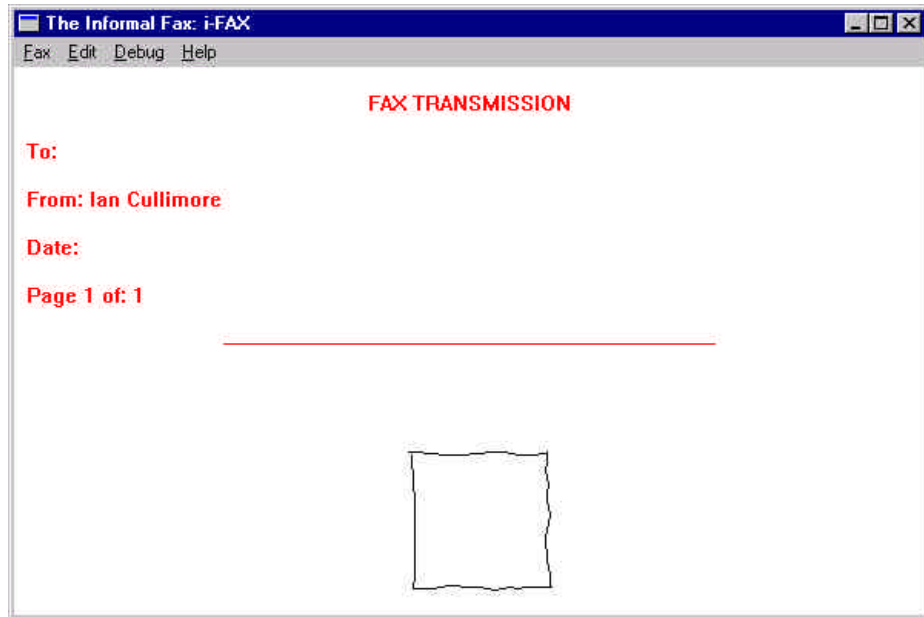 The Informal Fax: i-FAX
Fax Edit Debug Help
FAX TRANSMISSION
To:
From: Ian Cullimore
Date:
Page 1 of: 1